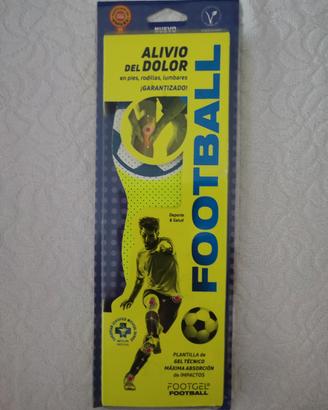 NUEVO
ALIVIO
DEL DOLOR
en pies, rodillas, lumbares
¡GARANTIZADO!
FOOTBALL
Deporte
& Salud
PLANTILLA de
GEL TÉCNICO
MÁXIMA ABSORCIÓN
de IMPACTOS
FOOTGEL
FOOTBALL